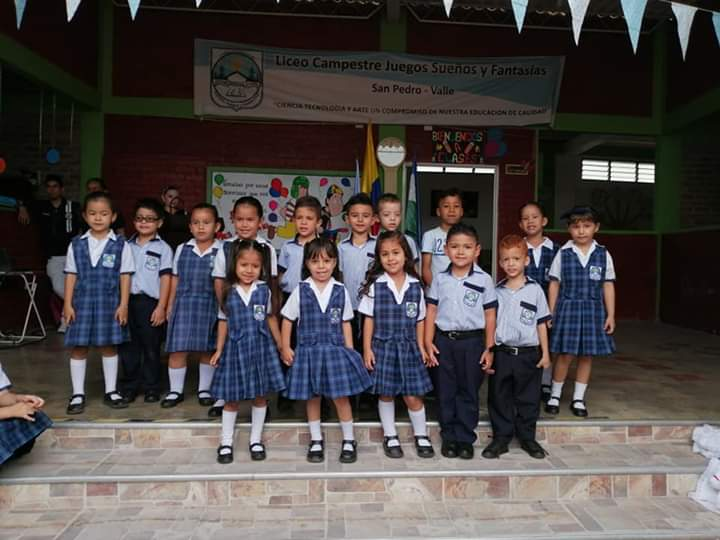 Liceo Campestre Juegos Sueños y Fantasías
San Pedro - Valle
"CIENCIA TECNOLOGÍA Y ARTE UN COMPROMISO DE NUESTRA EDUCACION DE CALIDAD"
BIENVENIDOS
A
CLASES